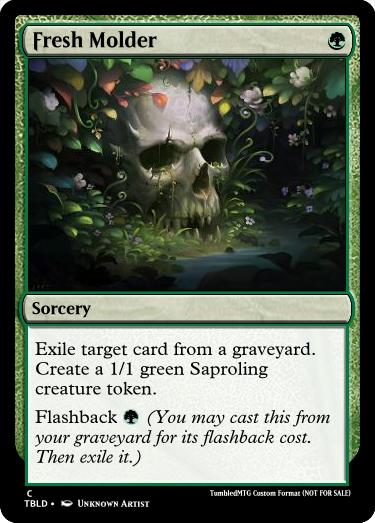 Fresh Molder
Sorcery
Exile target card from a graveyard.
Create a 1/1 green Saproling
creature token.
Flashback (You may cast this from
your graveyard for its flashback cost.
Then exile it.)
C
TBLD • Unknown Artist
TumbledMTG Custom Format (NOT FOR SALE)